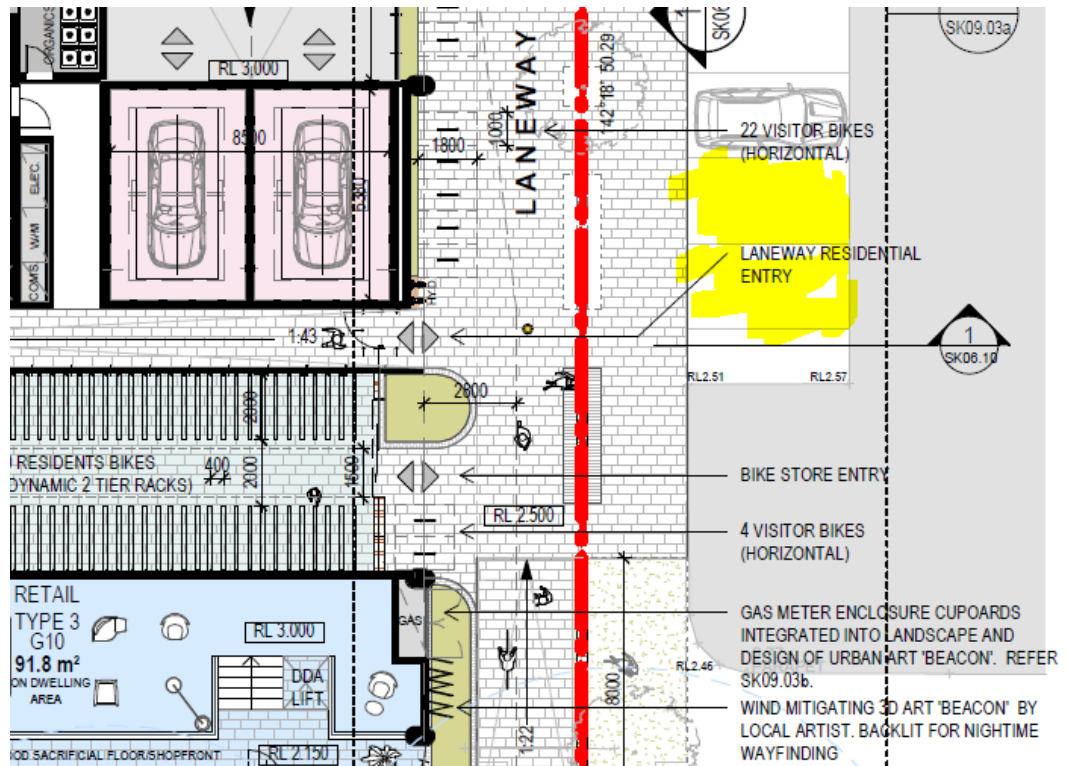 ORGANICS
RL 3.000
8500
1800
1000
LANEWAY
142°18' 50.29
SK09.03a
22 VISITOR BIKES
(HORIZONTAL)
ELEC.
W/M
COMS
HYD
LANEWAY RESIDENTIAL
ENTRY
1:43
1
SK06.10
RL2.51
RL2.57
2800
2000
RESIDENTS BIKES
DYNAMIC 2 TIER RACKS)
400
2000
1500
BIKE STORE ENTRY
RL 2.500
4 VISITOR BIKES
(HORIZONTAL)
RETAIL
TYPE 3
G10
91.8 m²
ON DWELLING
AREA
RL 3.000
DDA
LIFT
GAS
GAS METER ENCLOSURE CUPOARDS
INTEGRATED INTO LANDSCAPE AND
DESIGN OF URBAN ART 'BEACON'. REFER
SK09.03b.
RL2.46
8000
1:22
WIND MITIGATING 3D ART 'BEACON' BY
LOCAL ARTIST. BACKLIT FOR NIGHTIME
WAYFINDING
OD SACRIFICIAL FLOOR/SHOPFRONT
RL 2.150